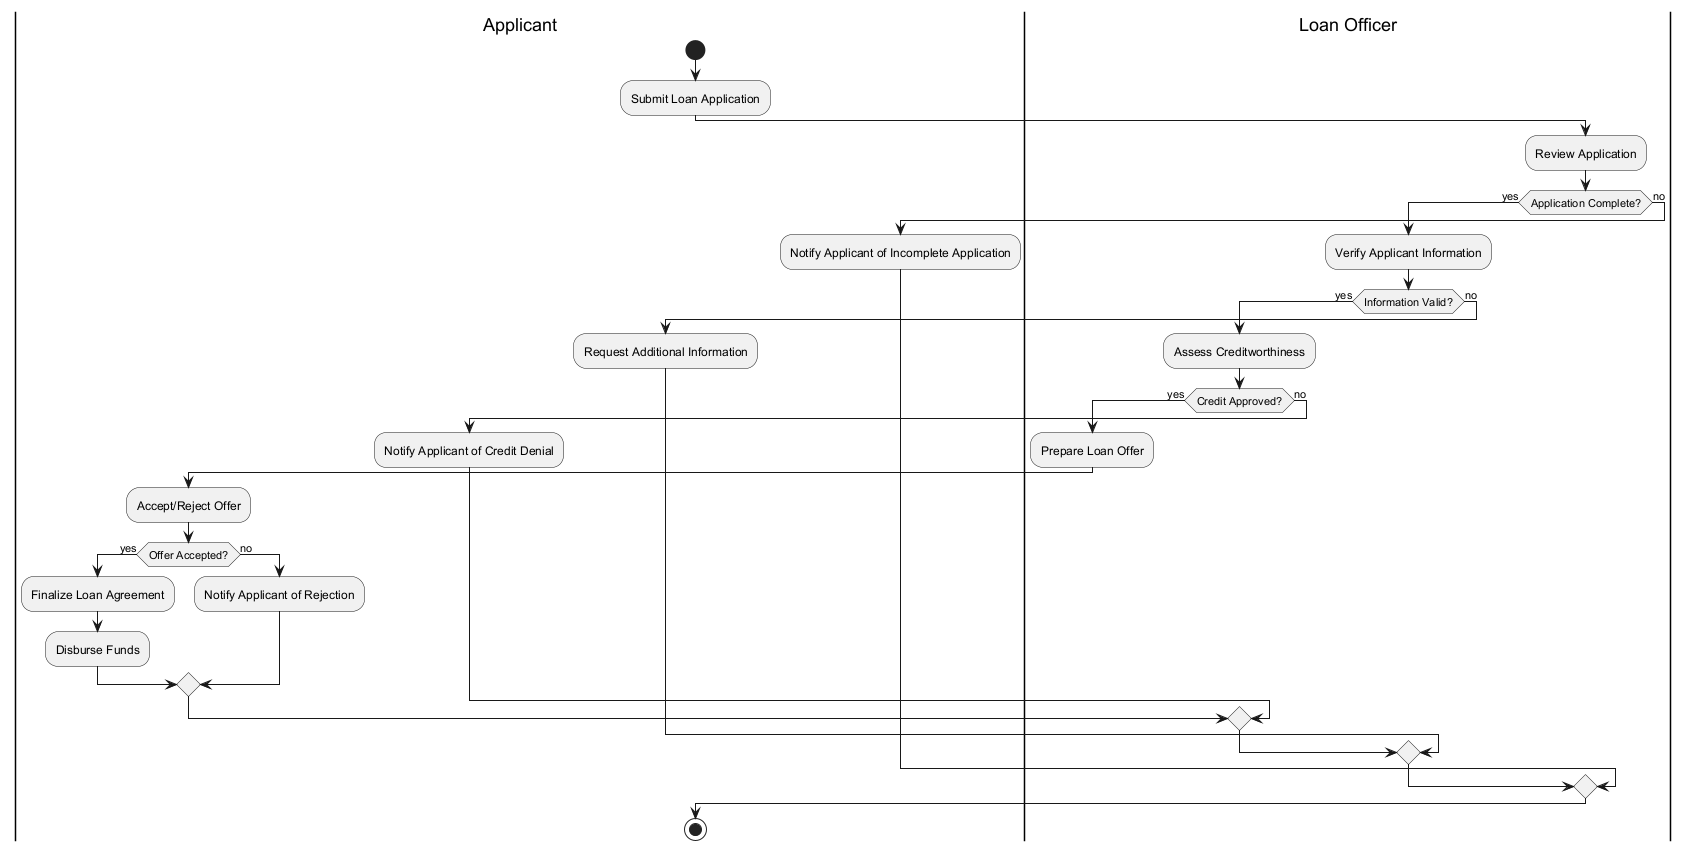 Applicant
Loan Officer
Submit Loan Application
Review Application
yes
Application Complete?
no
Notify Applicant of Incomplete Application
Verify Applicant Information
yes
Information Valid?
no
Request Additional Information
Assess Creditworthiness
yes
Credit Approved?
no
Notify Applicant of Credit Denial
Prepare Loan Offer
Accept/Reject Offer
yes
Offer Accepted?
no
Finalize Loan Agreement
Notify Applicant of Rejection
Disburse Funds